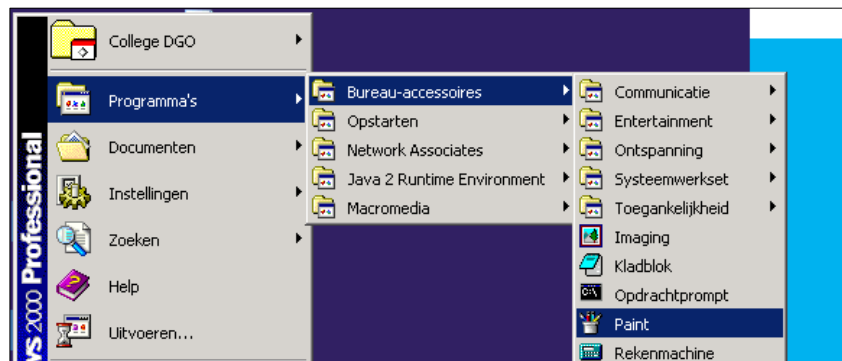 College DGO
Programma's
Documenten
Instellingen
Zoeken
Help
Uitvoeren...
ws 2000 Professional
Bureau-accessoires
Opstarten
Network Associates
Java 2 Runtime Environment
Macromedia
Communicatie
Entertainment
Ontspanning
Systeemwerkset
Toegankelijkheid
Imaging
Kladblok
Opdrachtprompt
Paint
Rekenmachine